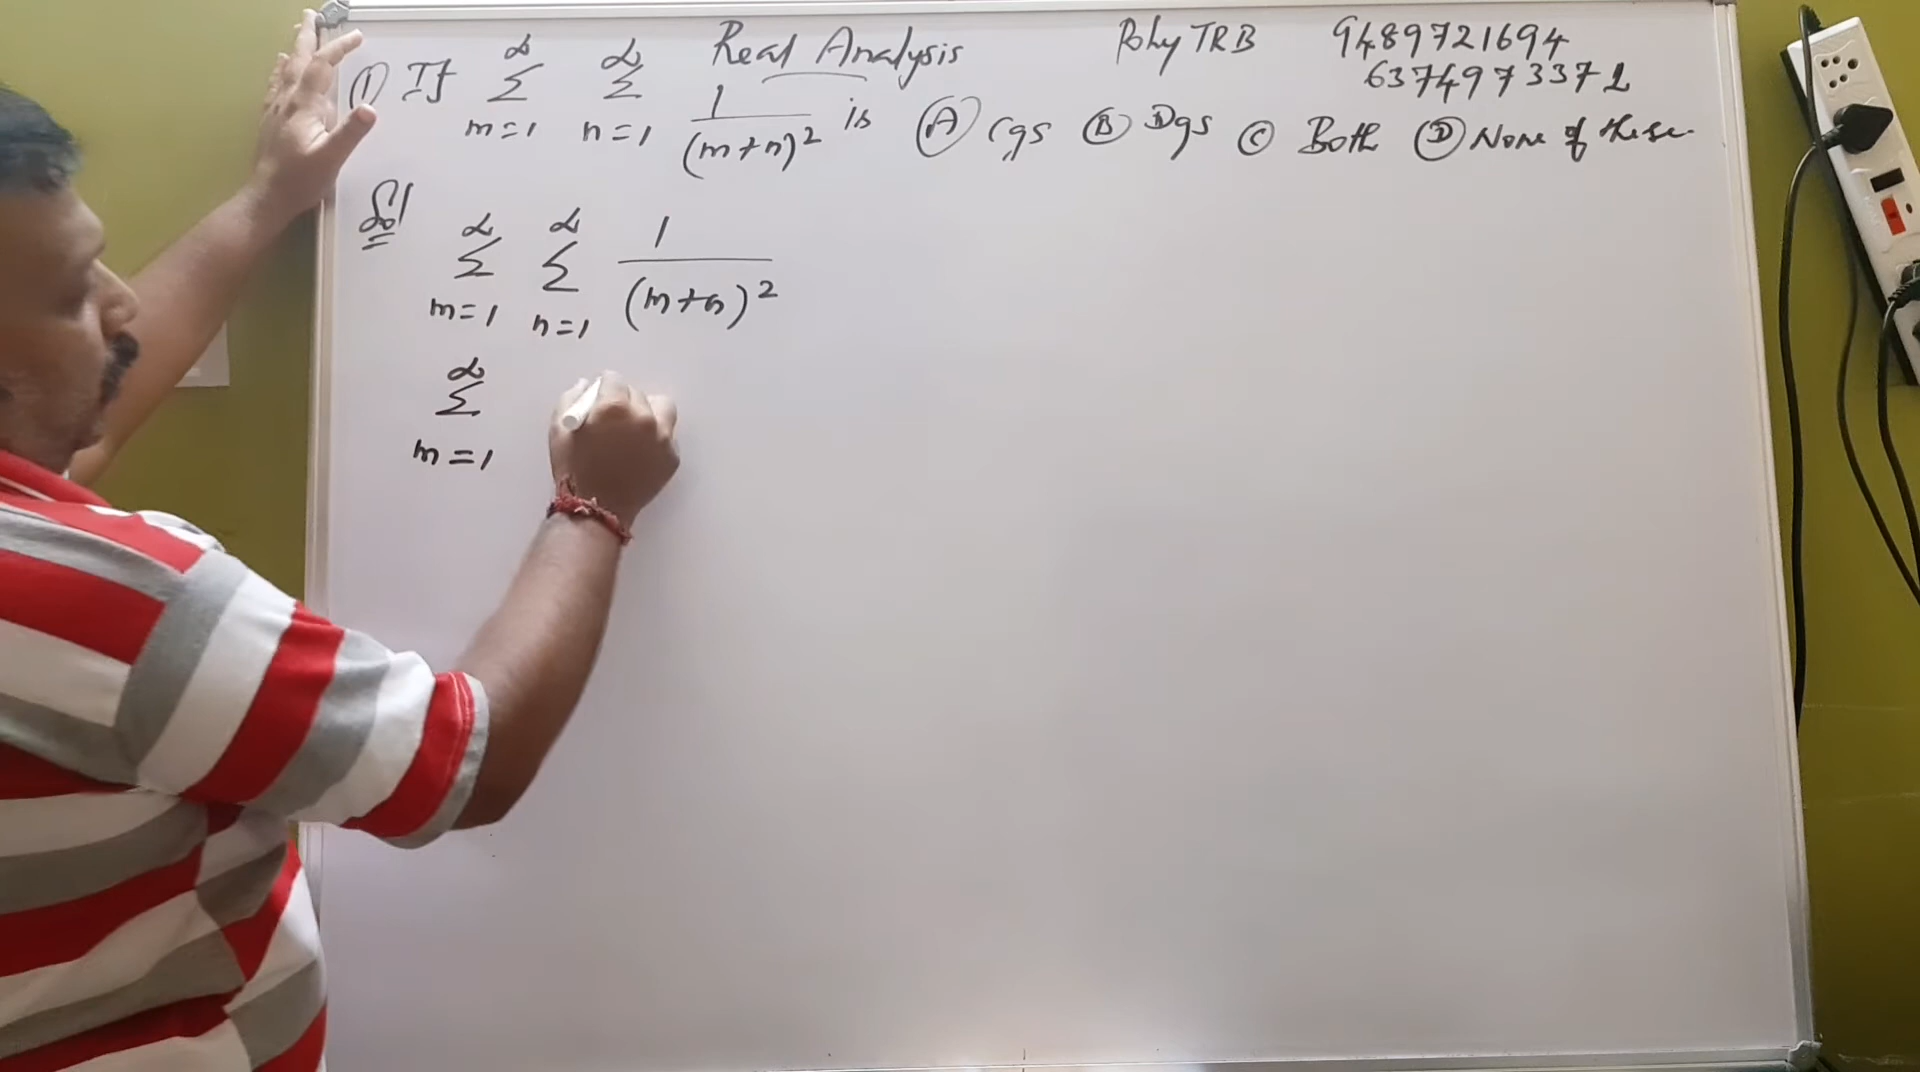 Real Analysis Poly TRB 9489721694
6374973371
① If ∑_{m=1}^{∞} ∑_{n=1}^{∞} 1/(m+n)² is Ⓐ Cgs Ⓑ Dgs Ⓒ Both Ⓓ None of these.
Sol
∑_{m=1}^{∞} ∑_{n=1}^{∞} 1/(m+n)²
∑_{m=1}^{∞}